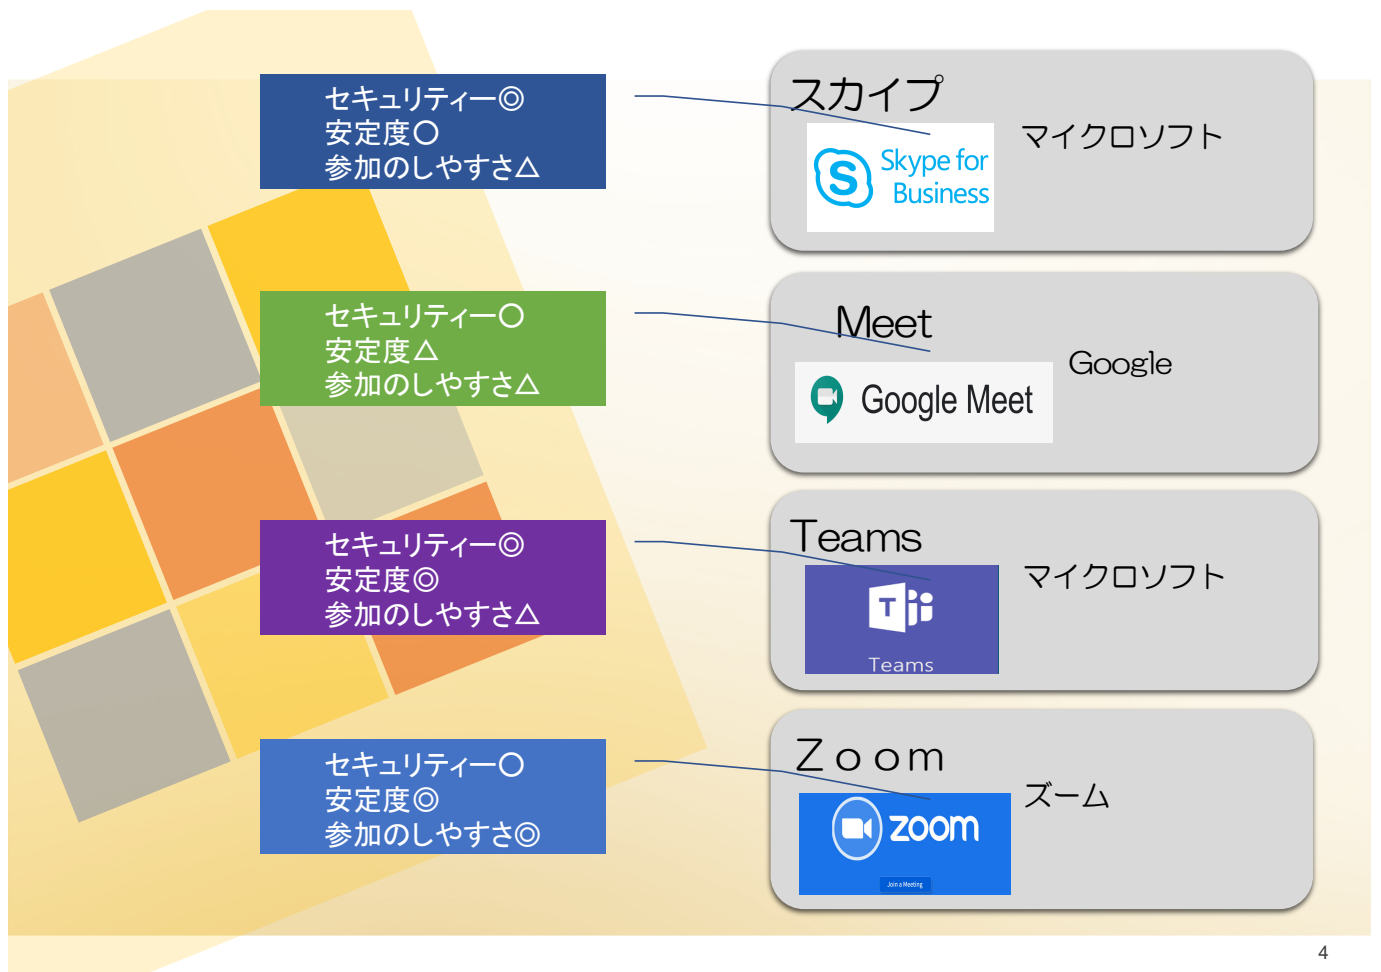 セキュリティー◎
安定度〇
参加のしやすさ△
スカイプ
Skype for
Business
マイクロソフト
セキュリティー〇
安定度△
参加のしやすさ△
Meet
Google Meet
Google
セキュリティー◎
安定度◎
参加のしやすさ△
Teams
Teams
マイクロソフト
セキュリティー〇
安定度◎
参加のしやすさ◎
Ｚｏｏｍ
zoom
Join a Meeting
ズーム
4